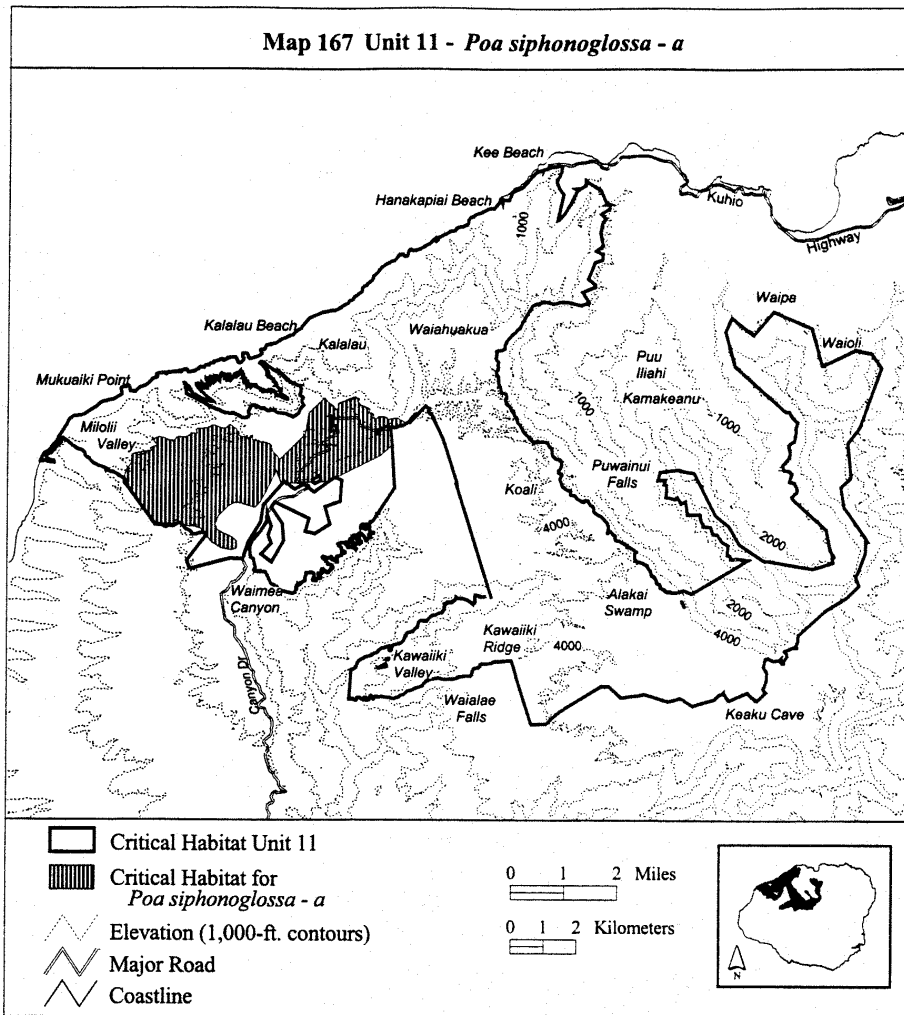 Map 167 Unit 11 - Poa siphonoglossa - a
Kee Beach
Hanakapiai Beach
Kuhio
Highway
1000
Waipa
Kalalau Beach
Kalalau
Waiahuakua
Waioli
Puu
Iliahi
Mukuaiki Point
Kamakeanu
1000
1000
Milolii
Valley
Puwainui
Falls
Koali
4000
2000
Waimea
Canyon
Alakai
Swamp
2000
4000
Kawaiiki
Ridge
4000
Kawaiiki
Valley
Canyon Dr
Waialae
Falls
Keaku Cave
Critical Habitat Unit 11
Critical Habitat for
Poa siphonoglossa - a
Elevation (1,000-ft. contours)
Major Road
Coastline
0 1 2 Miles
0 1 2 Kilometers
N